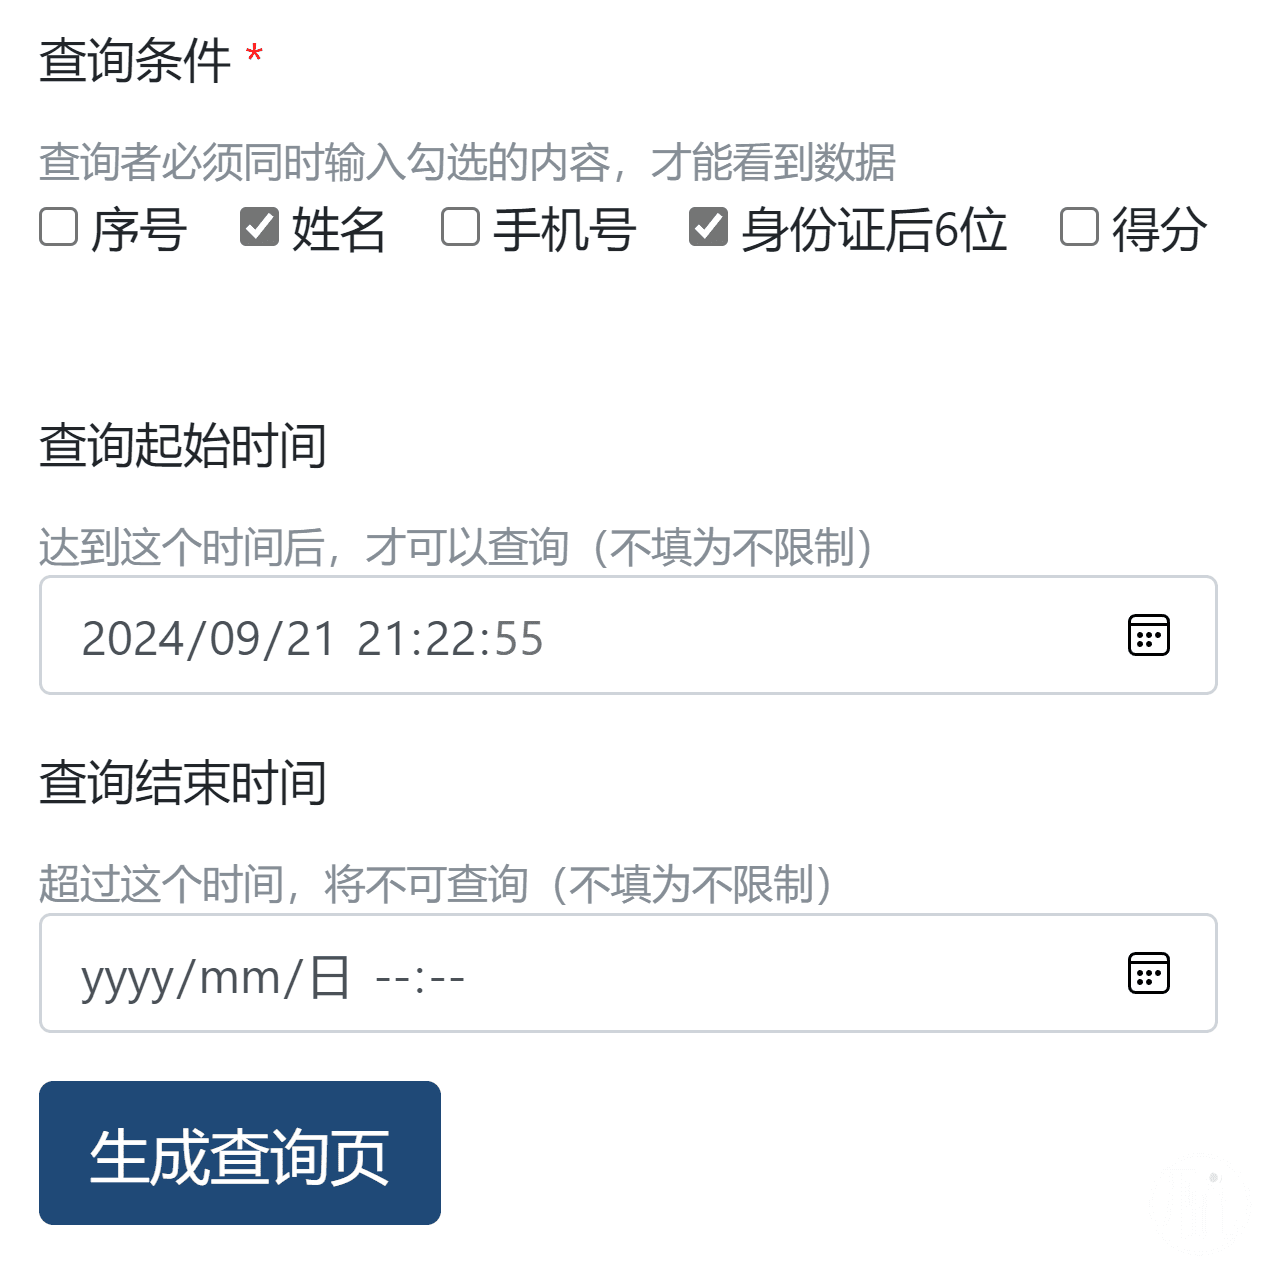 查询条件 *
查询者必须同时输入勾选的内容，才能看到数据
序号 姓名 手机号 身份证后6位 得分
查询起始时间
达到这个时间后，才可以查询（不填为不限制）
2024/09/21 21:22:55
查询结束时间
超过这个时间，将不可查询（不填为不限制）
yyyy/mm/日 --:--
生成查询页